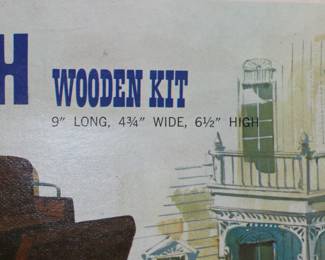 H WOODEN KIT
9" LONG, 4¾" WIDE, 6½" HIGH